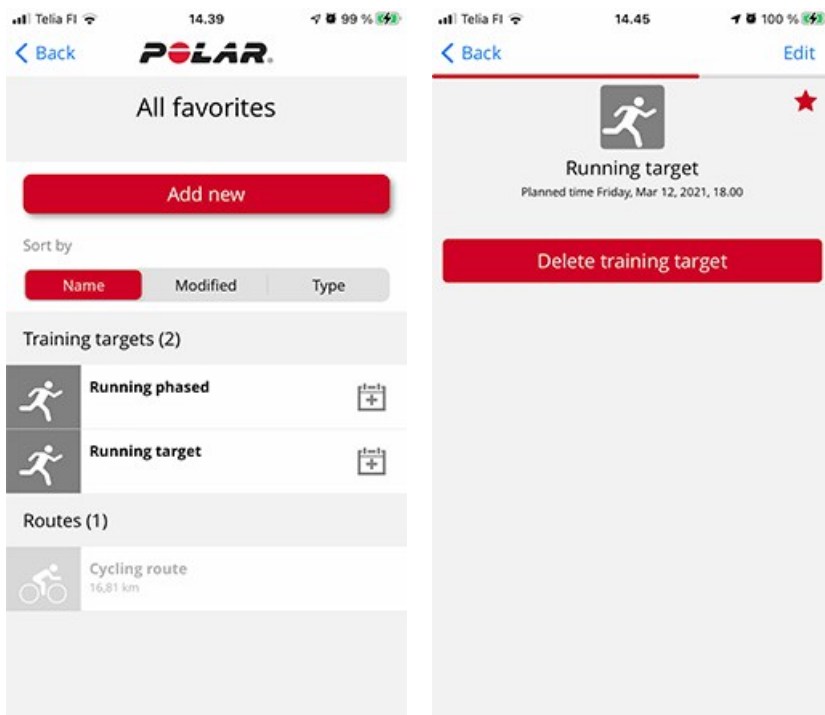 Telia FI 14.39 99 %
Back POLAR.
All favorites
Add new
Sort by
Name Modified Type
Training targets (2)
Running phased
Running target
Routes (1)
Cycling route
16,81 km
Telia FI 14.45 100 %
Back Edit
Running target
Planned time Friday, Mar 12, 2021, 18.00
Delete training target